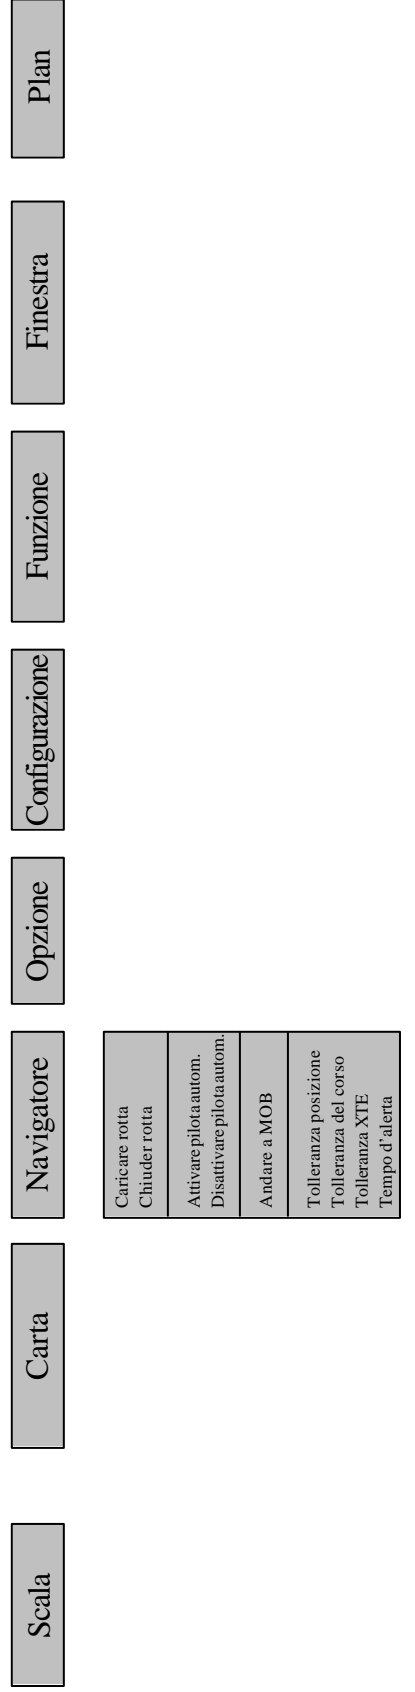 Scala
Carta
Navigatore
Opzione
Configurazione
Funzione
Finestra
Plan
Caricare rotta
Chiuder rotta
Attivare pilota autom.
Disattivare pilota autom.
Andare a MOB
Tolleranza posizione
Tolleranza del corso
Tolleranza XTE
Tempo d'alerta